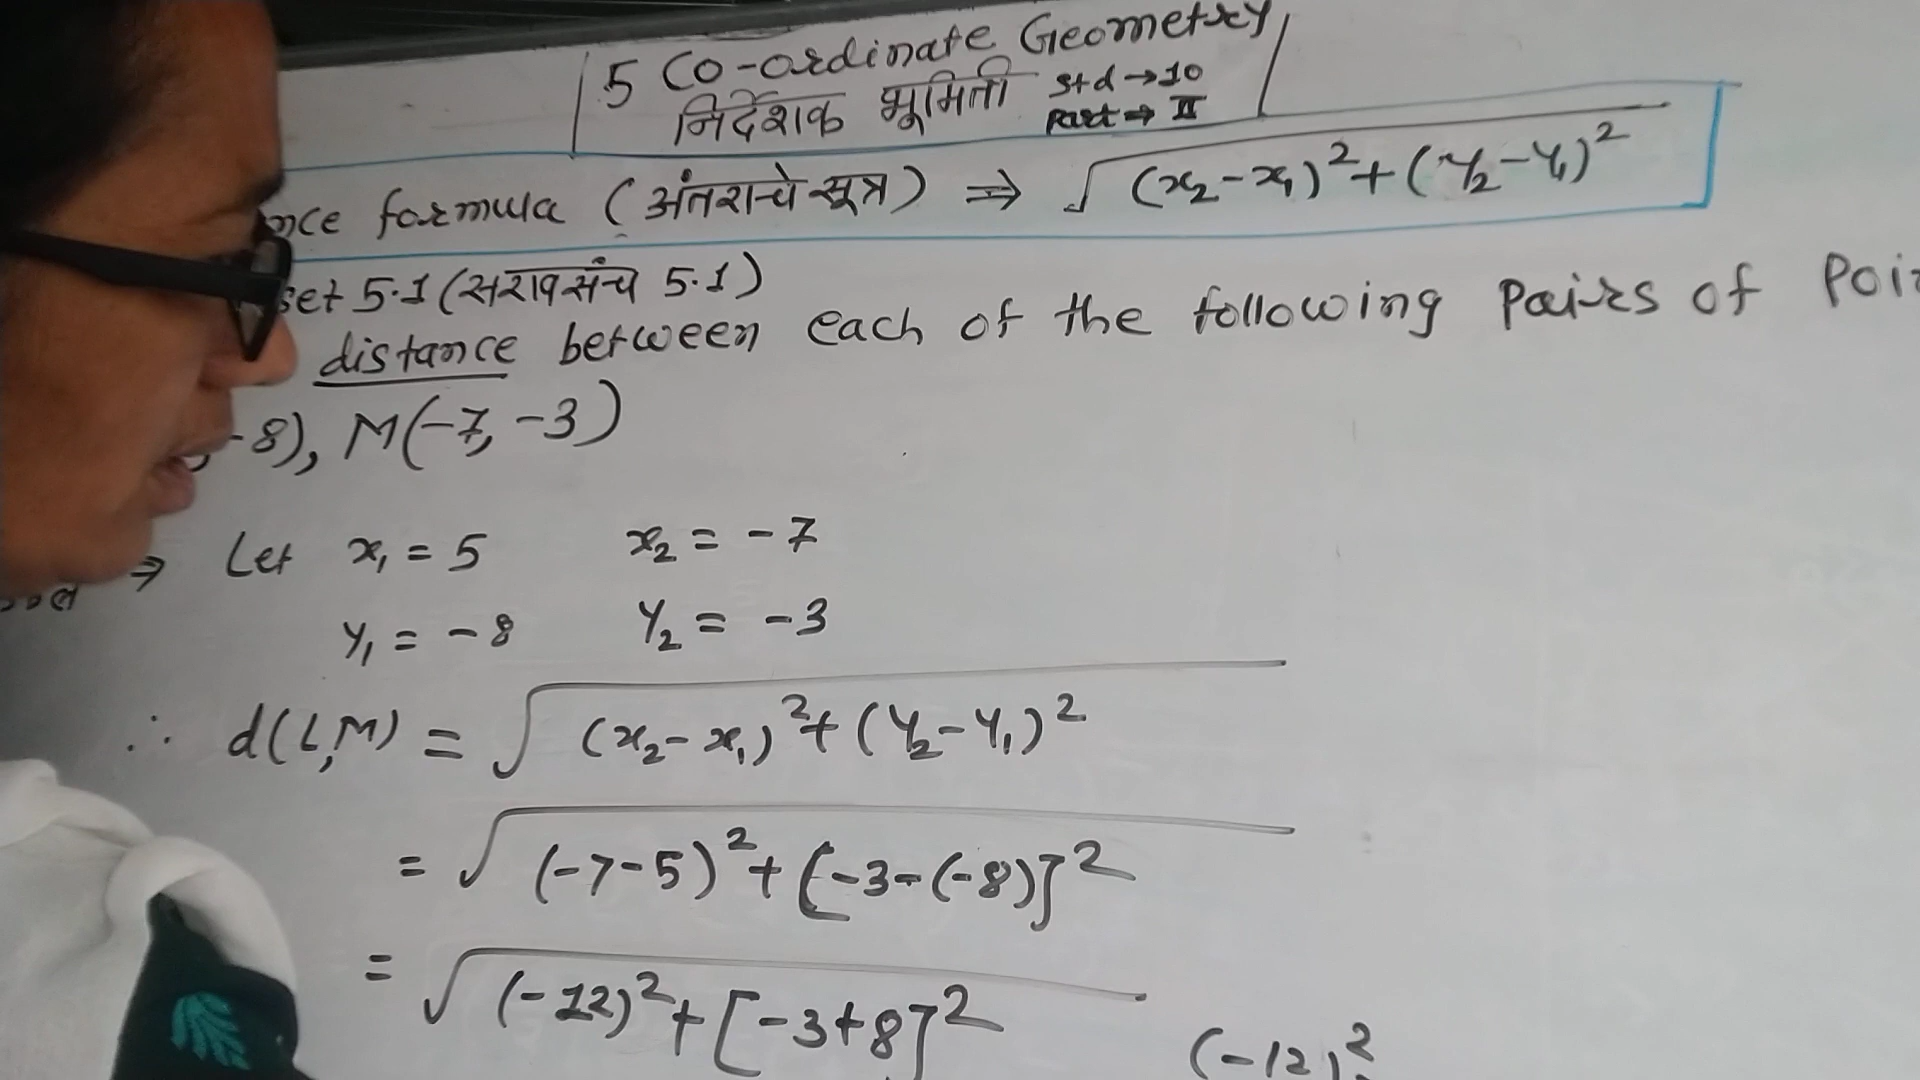 5 Co-ordinate Geometry
निर्देशक भूमिती std → 10
Part ⇒ II
formula (अंतराचे सूत्र) ⇒ √(x₂-x₁)²+(y₂-y₁)²
set 5.1 (सरावसंच 5.1)
distance between each of the following pairs of
-8), M(-7, -3)
⇒ Let x₁ = 5 x₂ = -7
y₁ = -8 y₂ = -3
∴ d(L,M) = √(x₂-x₁)²+(y₂-y₁)²
= √(-7-5)²+[-3-(-8)]²
= √(-12)²+[-3+8]²
(-12)²